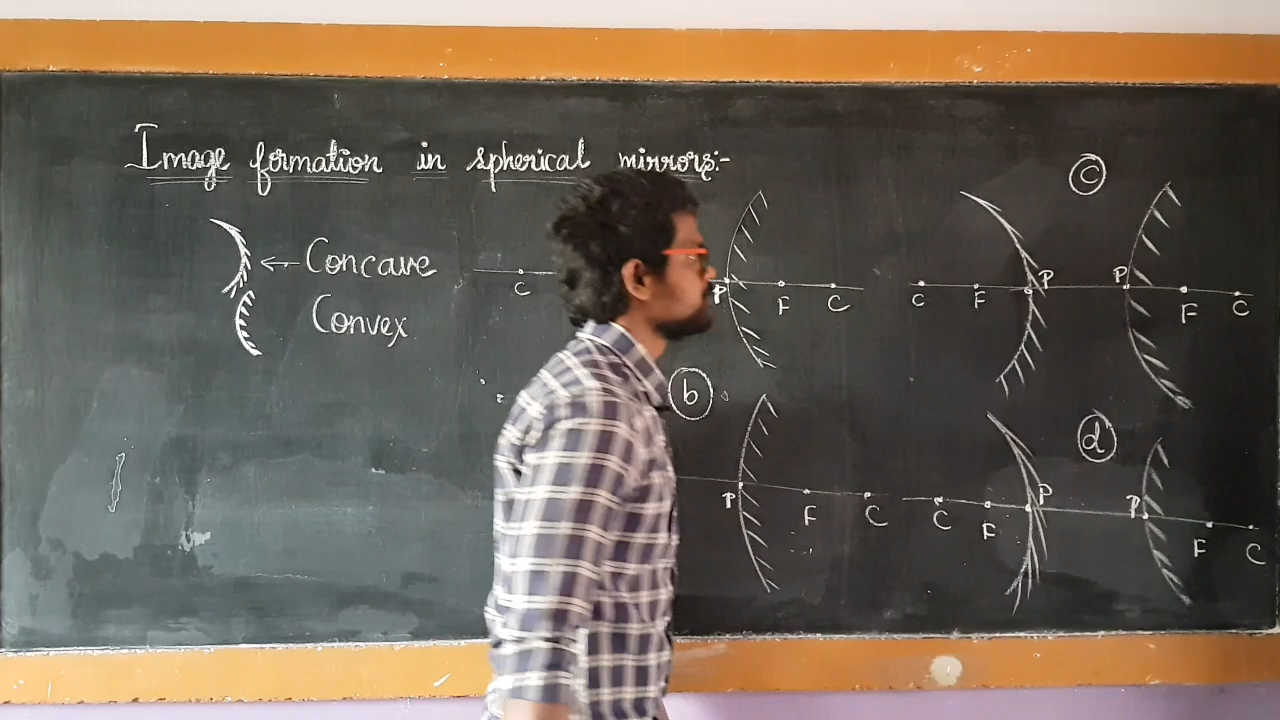 Image formation in spherical mirrors:-
← Concave
Convex
C P F C
b
P F C
c
C F P P F C
d
C F P P F C